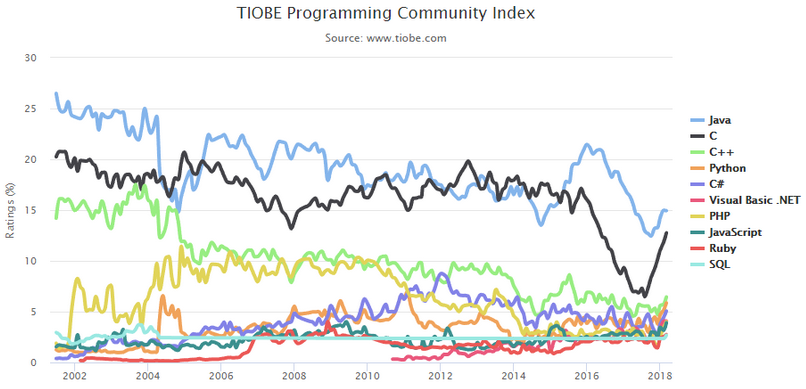 TIOBE Programming Community Index
Source: www.tiobe.com
Ratings (%)
30
25
20
15
10
5
0
2002
2004
2006
2008
2010
2012
2014
2016
2018
Java
C
C++
Python
C#
Visual Basic .NET
PHP
JavaScript
Ruby
SQL